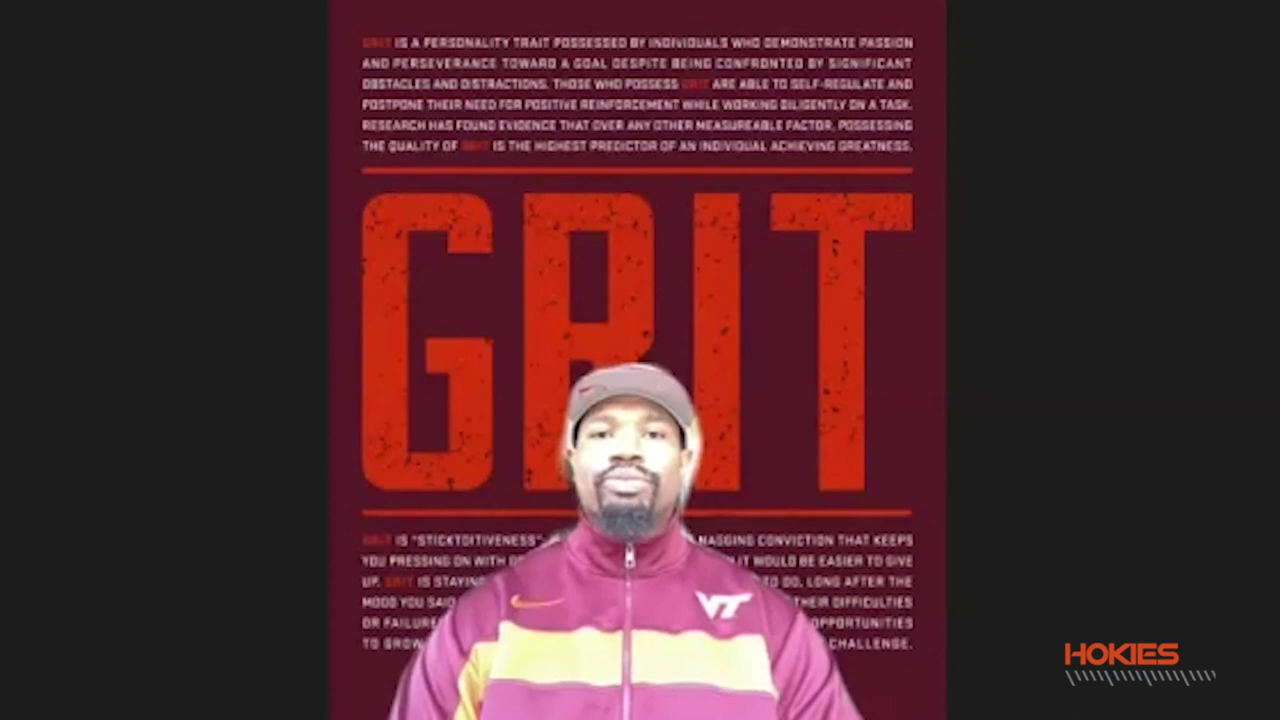 GRIT IS A PERSONALITY TRAIT POSSESSED BY INDIVIDUALS WHO DEMONSTRATE PASSION
AND PERSEVERANCE TOWARD A GOAL DESPITE BEING CONFRONTED BY SIGNIFICANT
OBSTACLES AND DISTRACTIONS. THOSE WHO POSSESS GRIT ARE ABLE TO SELF-REGULATE AND
POSTPONE THEIR NEED FOR POSITIVE REINFORCEMENT WHILE WORKING DILIGENTLY ON A TASK.
RESEARCH HAS FOUND EVIDENCE THAT OVER ANY OTHER MEASUREABLE FACTOR, POSSESSING
THE QUALITY OF GRIT IS THE HIGHEST PREDICTOR OF AN INDIVIDUAL ACHIEVING GREATNESS.
GRIT
GRIT IS "STICKTOITIVENESS", NAGGING CONVICTION THAT KEEPS
YOU PRESSING ON WITH IT WOULD BE EASIER TO GIVE
UP. GRIT IS STAYING TO DO, LONG AFTER THE
MOOD YOU SAID THEIR DIFFICULTIES
OR FAILURE OPPORTUNITIES
TO GROW CHALLENGE.
VT
HOKIES